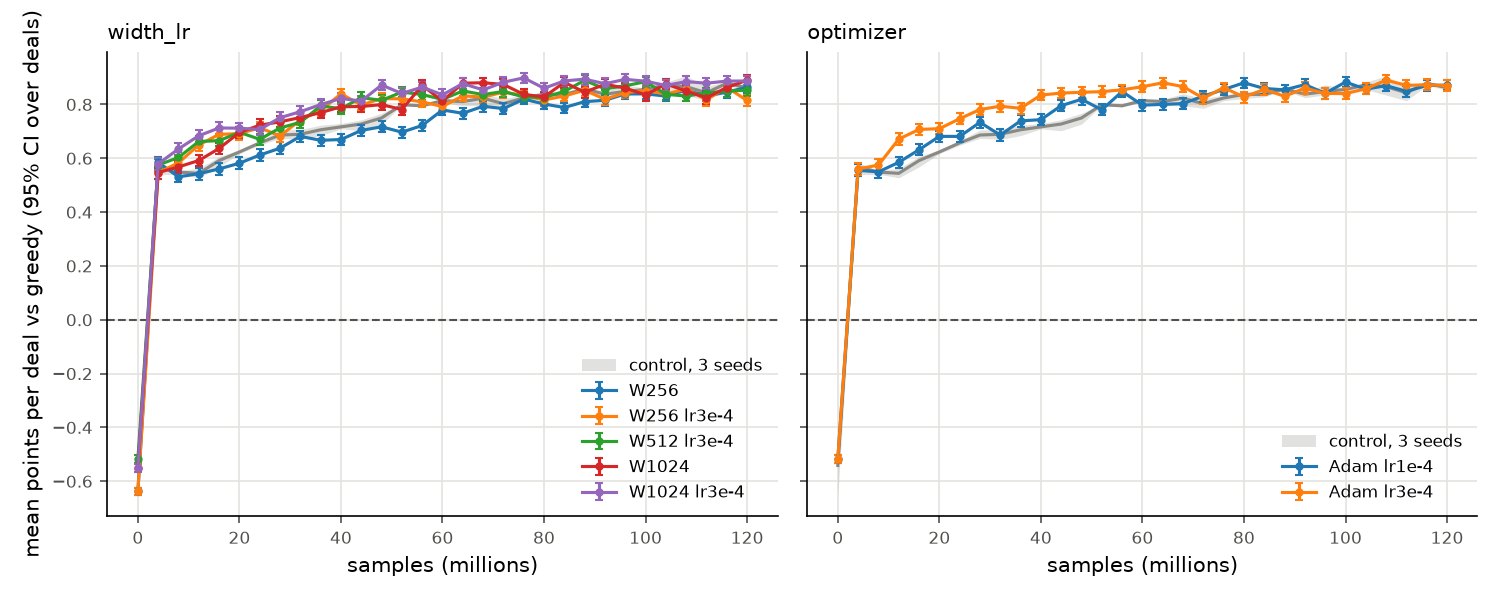 width_lr
optimizer
mean points per deal vs greedy (95% CI over deals)
0.8
0.6
0.4
0.2
0.0
−0.2
−0.4
−0.6
control, 3 seeds
W256
W256 lr3e-4
W512 lr3e-4
W1024
W1024 lr3e-4
control, 3 seeds
Adam lr1e-4
Adam lr3e-4
0 20 40 60 80 100 120
0 20 40 60 80 100 120
samples (millions)
samples (millions)